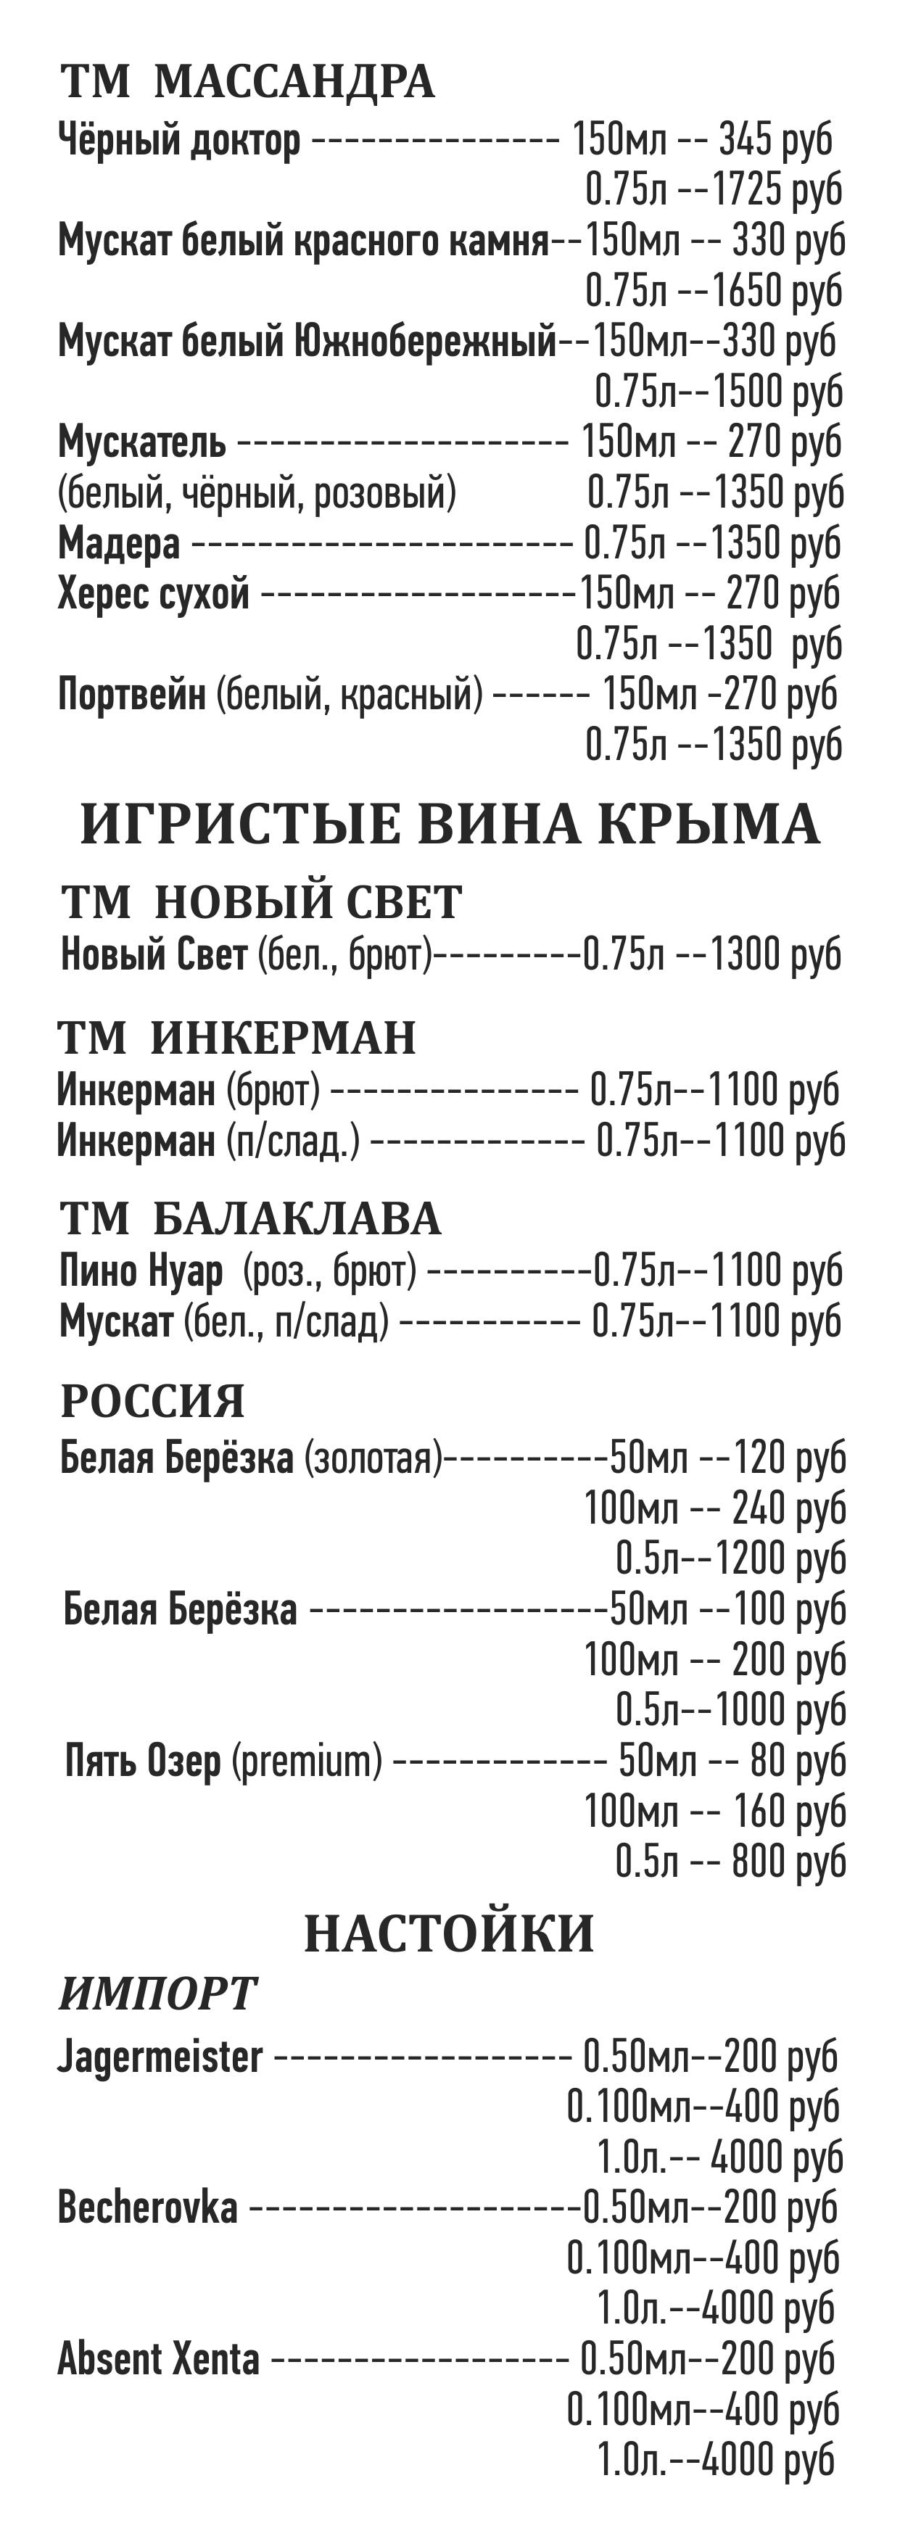 ТМ МАССАНДРА
Чёрный доктор --------------- 150мл -- 345 руб
0.75л --1725 руб
Мускат белый красного камня--150мл -- 330 руб
0.75л --1650 руб
Мускат белый Южнобережный--150мл--330 руб
0.75л--1500 руб
Мускатель -------------------- 150мл -- 270 руб
(белый, чёрный, розовый) 0.75л --1350 руб
Мадера ----------------------- 0.75л --1350 руб
Херес сухой -------------------150мл -- 270 руб
0.75л --1350 руб
Портвейн (белый, красный) ------ 150мл -270 руб
0.75л --1350 руб
ИГРИСТЫЕ ВИНА КРЫМА
ТМ НОВЫЙ СВЕТ
Новый Свет (бел., брют)---------0.75л --1300 руб
ТМ ИНКЕРМАН
Инкерман (брют) --------------- 0.75л--1100 руб
Инкерман (п/слад.) ------------- 0.75л--1100 руб
ТМ БАЛАКЛАВА
Пино Нуар (роз., брют) ----------0.75л--1100 руб
Мускат (бел., п/слад) ----------- 0.75л--1100 руб
РОССИЯ
Белая Берёзка (золотая)----------50мл --120 руб
100мл -- 240 руб
0.5л--1200 руб
Белая Берёзка ------------------50мл --100 руб
100мл -- 200 руб
0.5л--1000 руб
Пять Озер (premium) ------------- 50мл -- 80 руб
100мл -- 160 руб
0.5л -- 800 руб
НАСТОЙКИ
ИМПОРТ
Jagermeister ------------------ 0.50мл--200 руб
0.100мл--400 руб
1.0л.-- 4000 руб
Becherovka --------------------0.50мл--200 руб
0.100мл--400 руб
1.0л.--4000 руб
Absent Xenta ------------------ 0.50мл--200 руб
0.100мл--400 руб
1.0л.--4000 руб